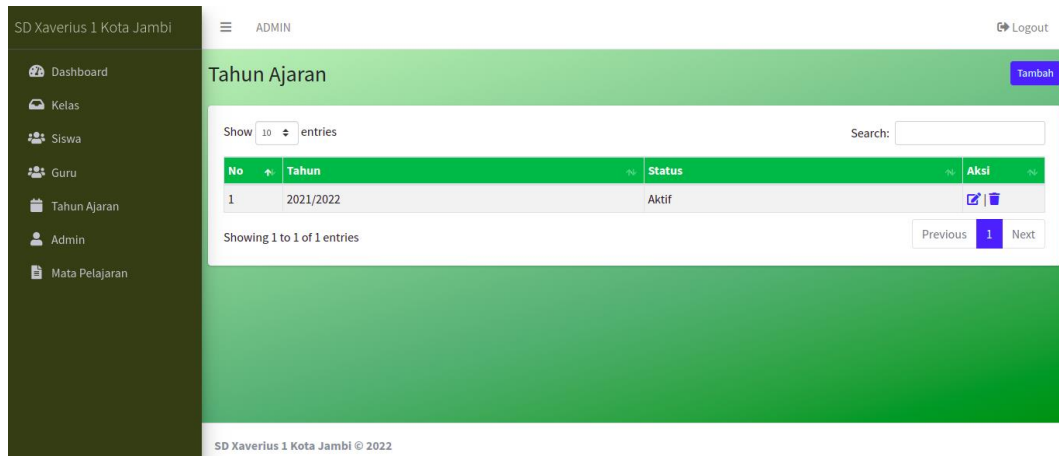 SD Xaverius 1 Kota Jambi
ADMIN
Logout
Dashboard
Kelas
Siswa
Guru
Tahun Ajaran
Admin
Mata Pelajaran
Tahun Ajaran
Tambah
Show 10 entries
Search:
No Tahun Status Aksi
1 2021/2022 Aktif |
Showing 1 to 1 of 1 entries
Previous 1 Next
SD Xaverius 1 Kota Jambi © 2022